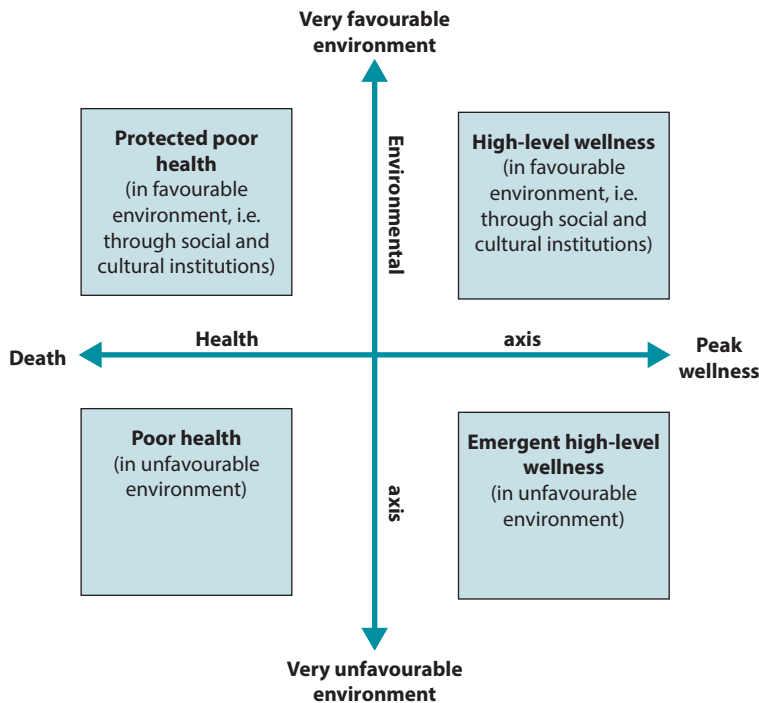 Very favourable
environment
Protected poor
health
(in favourable
environment, i.e.
through social and
cultural institutions)
Environmental
High-level wellness
(in favourable
environment, i.e.
through social and
cultural institutions)
Death
Health
axis
Peak
wellness
Poor health
(in unfavourable
environment)
axis
Emergent high-level
wellness
(in unfavourable
environment)
Very unfavourable
environment